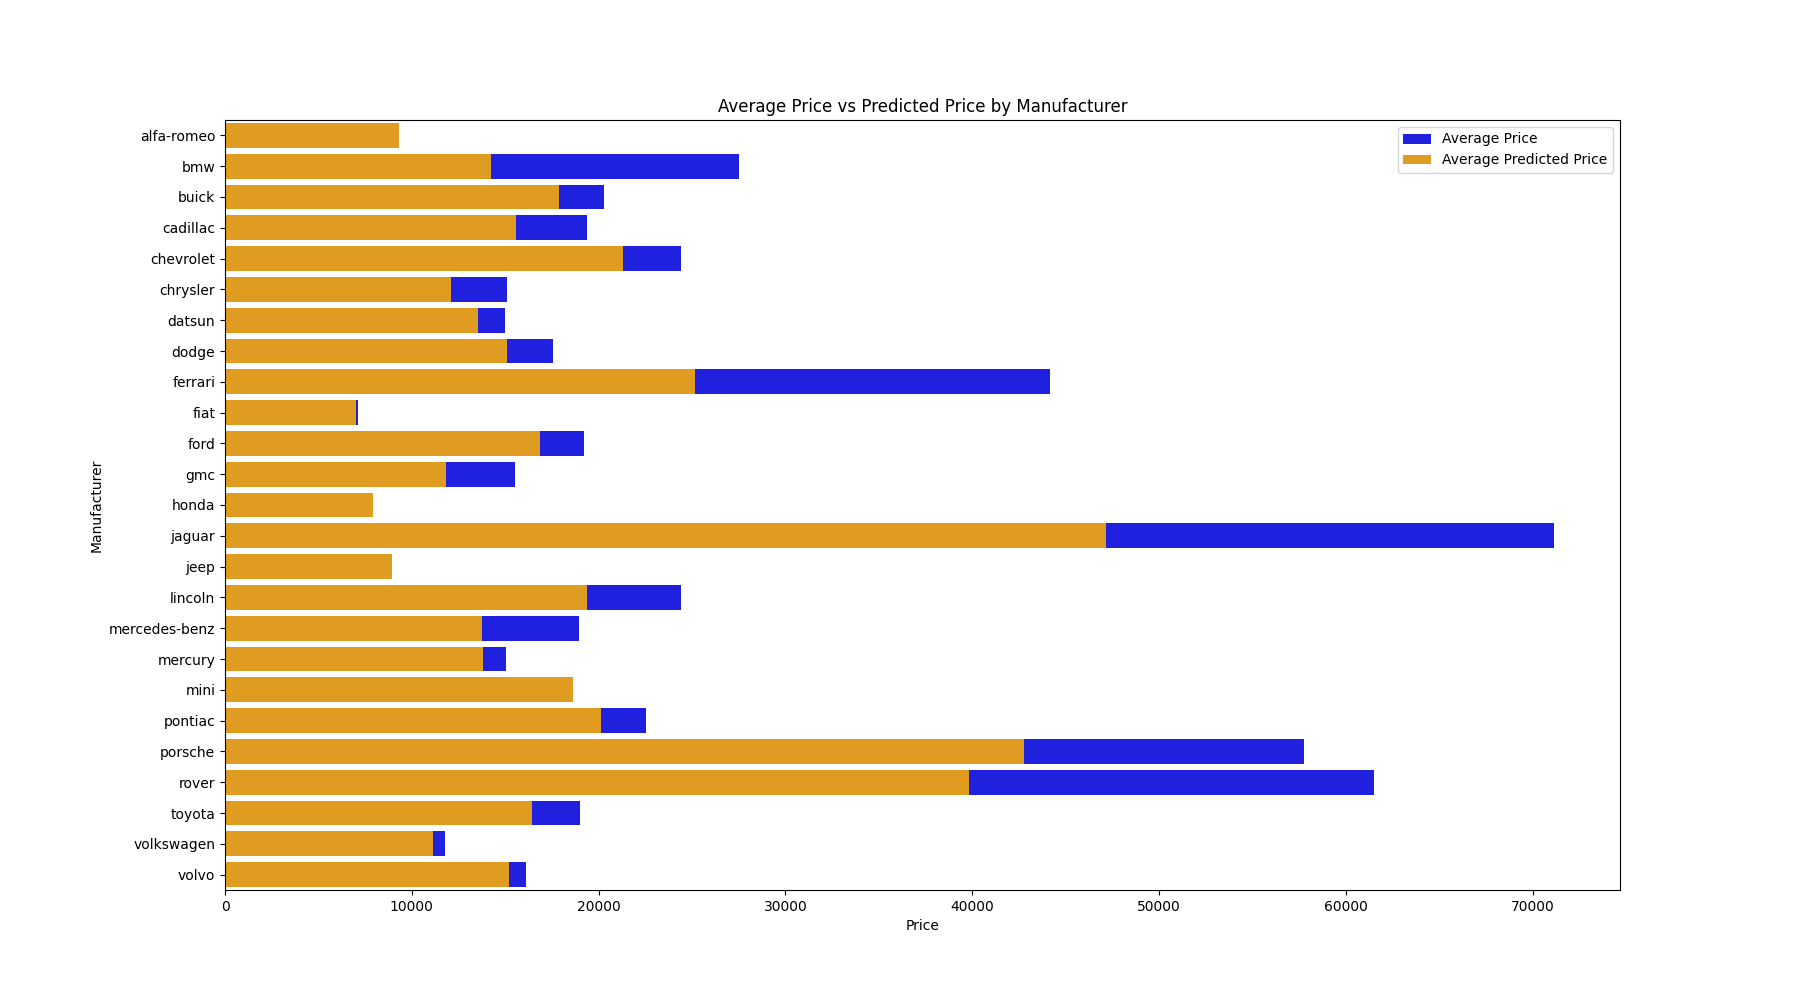 Average Price vs Predicted Price by Manufacturer
Average Price
Average Predicted Price
Manufacturer
alfa-romeo
bmw
buick
cadillac
chevrolet
chrysler
datsun
dodge
ferrari
fiat
ford
gmc
honda
jaguar
jeep
lincoln
mercedes-benz
mercury
mini
pontiac
porsche
rover
toyota
volkswagen
volvo
0 10000 20000 30000 40000 50000 60000 70000
Price